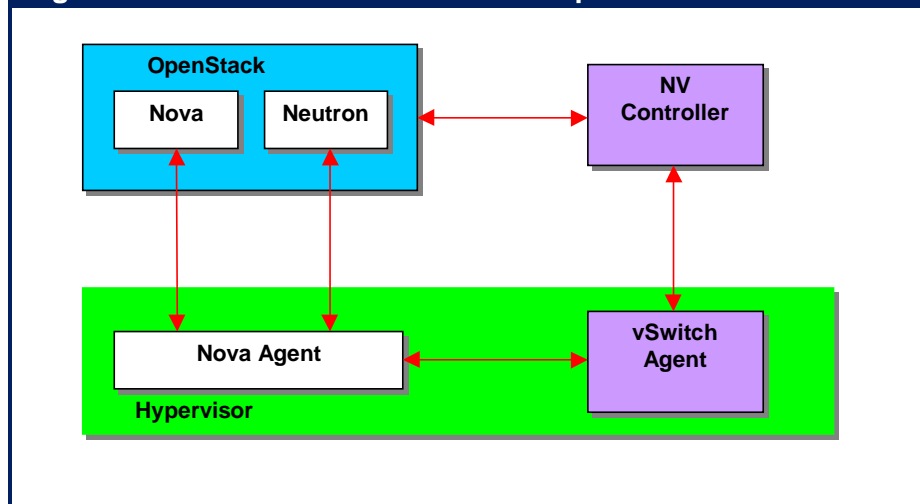 OpenStack
Nova
Neutron
NV
Controller
Nova Agent
vSwitch
Agent
Hypervisor